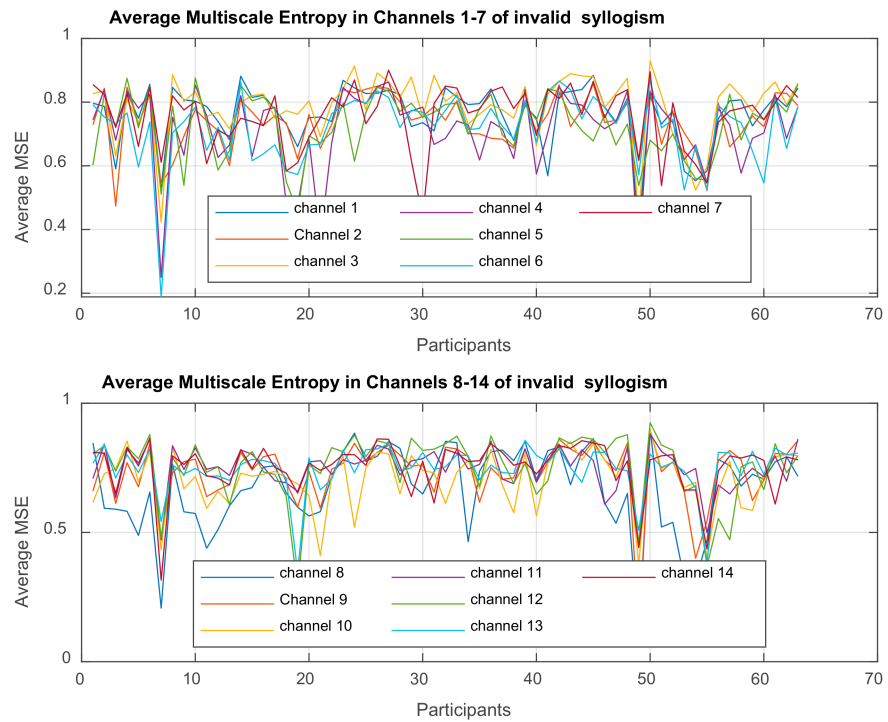 Average Multiscale Entropy in Channels 1-7 of invalid syllogism
1
0.8
0.6
0.4
0.2
Average MSE
channel 1
channel 4
channel 7
Channel 2
channel 5
channel 3
channel 6
0
10
20
30
40
50
60
70
Participants
Average Multiscale Entropy in Channels 8-14 of invalid syllogism
1
0.5
0
Average MSE
channel 8
channel 11
channel 14
Channel 9
channel 12
channel 10
channel 13
0
10
20
30
40
50
60
70
Participants